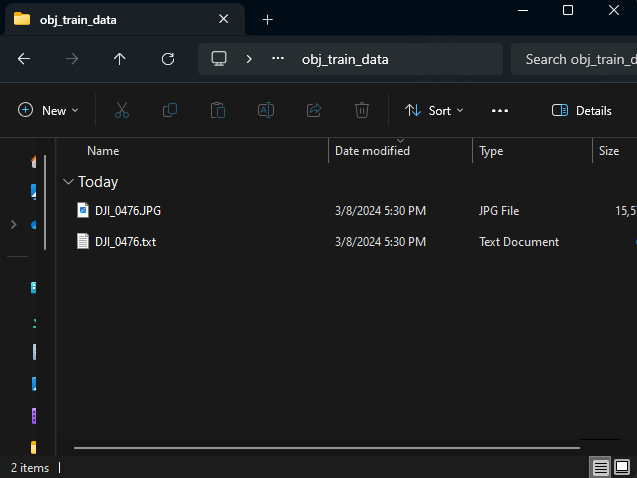 obj_train_data
obj_train_data
Search obj_train_d
New
Sort
Details
Name Date modified Type Size
Today
DJI_0476.JPG 3/8/2024 5:30 PM JPG File 15,5
DJI_0476.txt 3/8/2024 5:30 PM Text Document
2 items